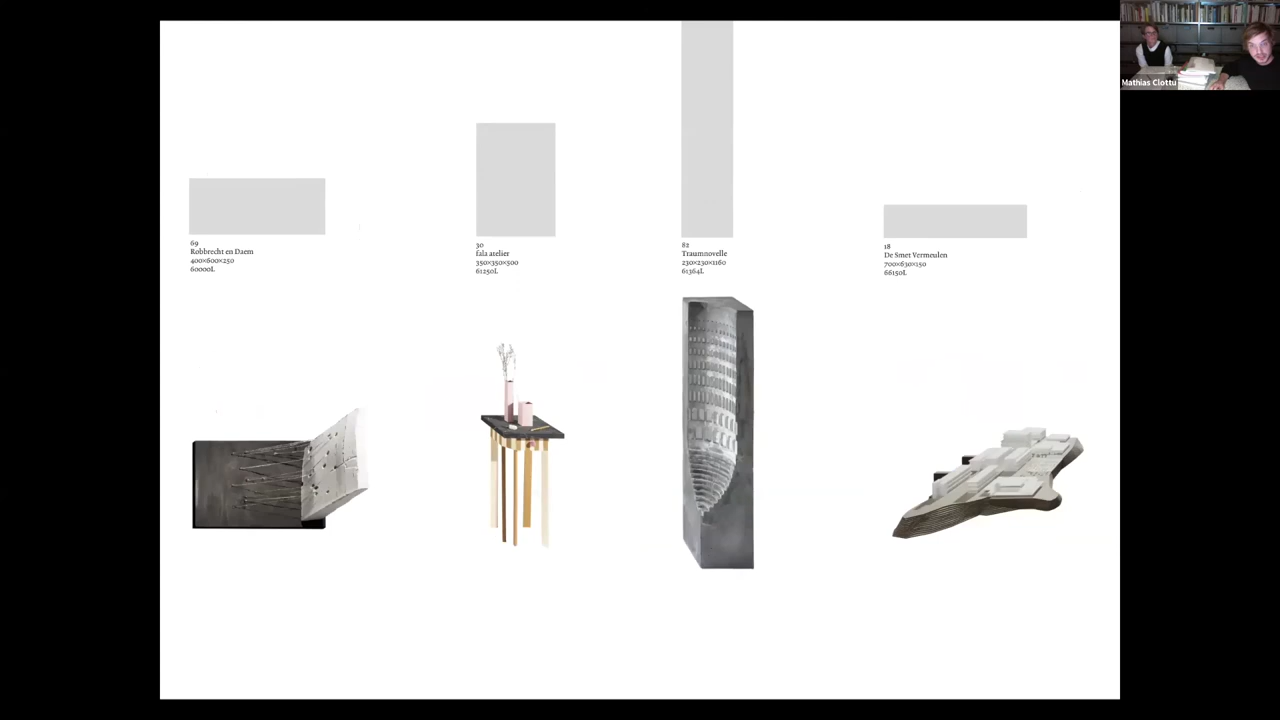 Mathias Clottu
69
Robbrecht en Daem
400×600×250
60000L
30
fala atelier
350×350×500
61250L
82
Traumnovelle
230×230×1160
61364L
18
De Smet Vermeulen
700×630×150
66150L